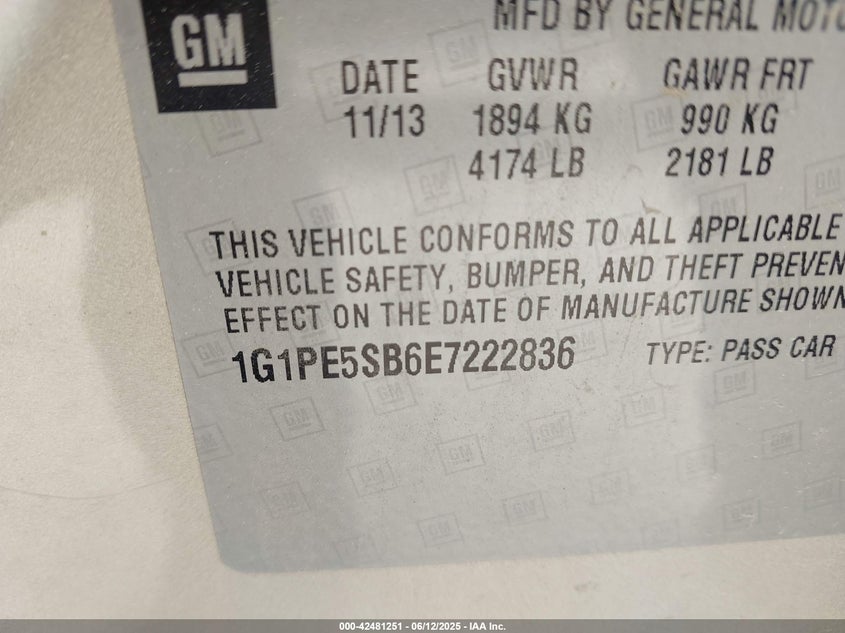 GM
MFD BY GENERAL MOTO
DATE GVWR GAWR FRT
11/13 1894 KG 990 KG
4174 LB 2181 LB
THIS VEHICLE CONFORMS TO ALL APPLICABLE
VEHICLE SAFETY, BUMPER, AND THEFT PREVEN
EFFECT ON THE DATE OF MANUFACTURE SHOWN
1G1PE5SB6E7222836 TYPE: PASS CAR
000-42481251 - 06/12/2025 - IAA Inc.